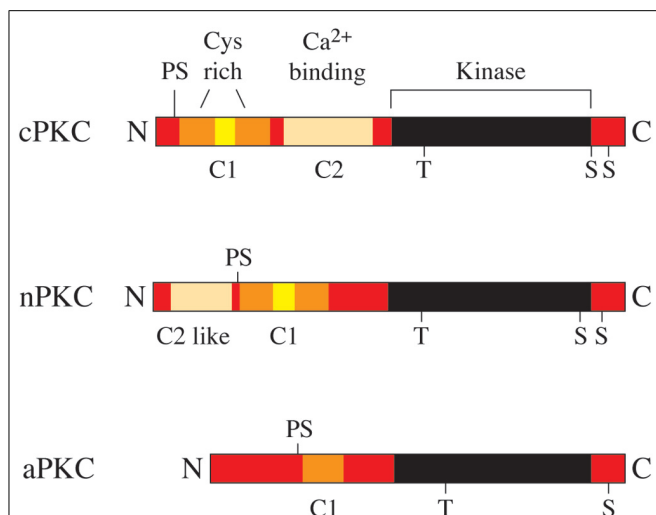 Cys
rich
Ca²⁺
binding
PS
Kinase
cPKC N C
C1 C2 T S S
PS
nPKC N C
C2 like C1 T S S
PS
aPKC N C
C1 T S